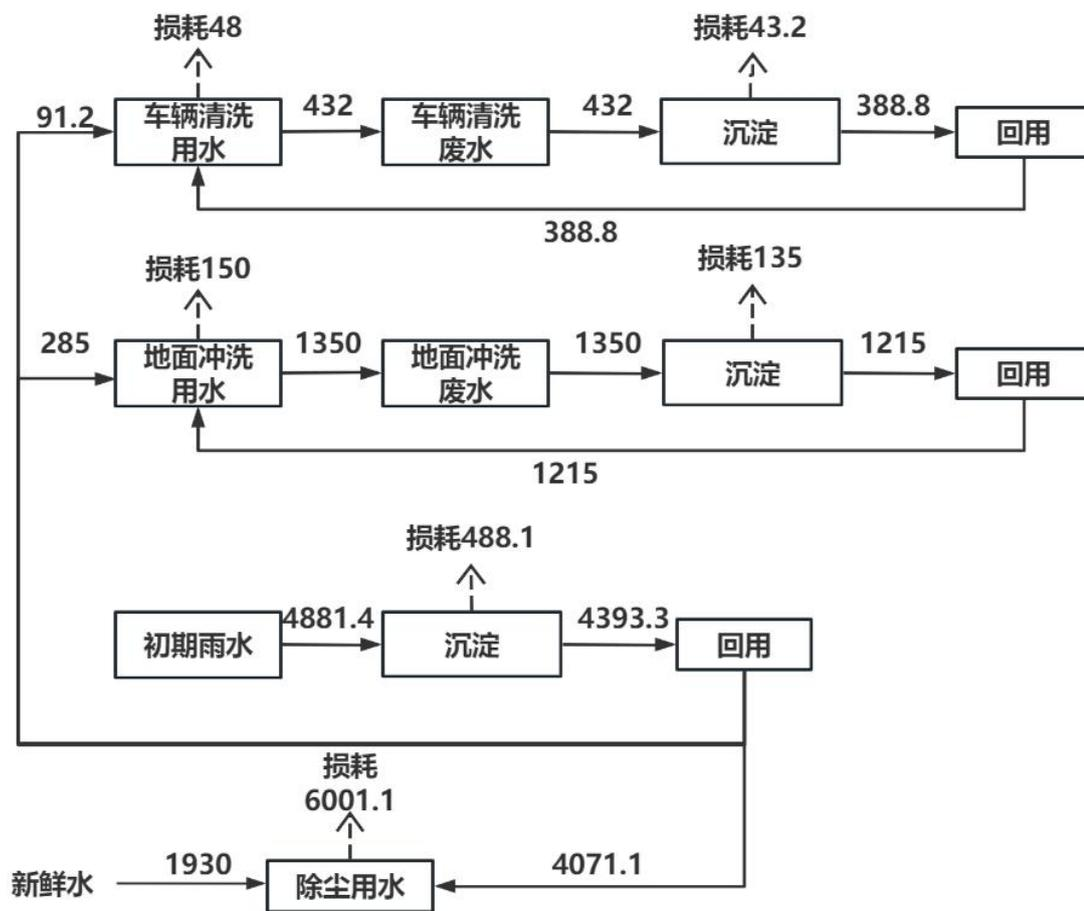 损耗48
损耗43.2
91.2
车辆清洗
用水
432
车辆清洗
废水
432
沉淀
388.8
回用
388.8
损耗150
损耗135
285
地面冲洗
用水
1350
地面冲洗
废水
1350
沉淀
1215
回用
1215
损耗488.1
初期雨水
4881.4
沉淀
4393.3
回用
损耗
6001.1
新鲜水
1930
除尘用水
4071.1